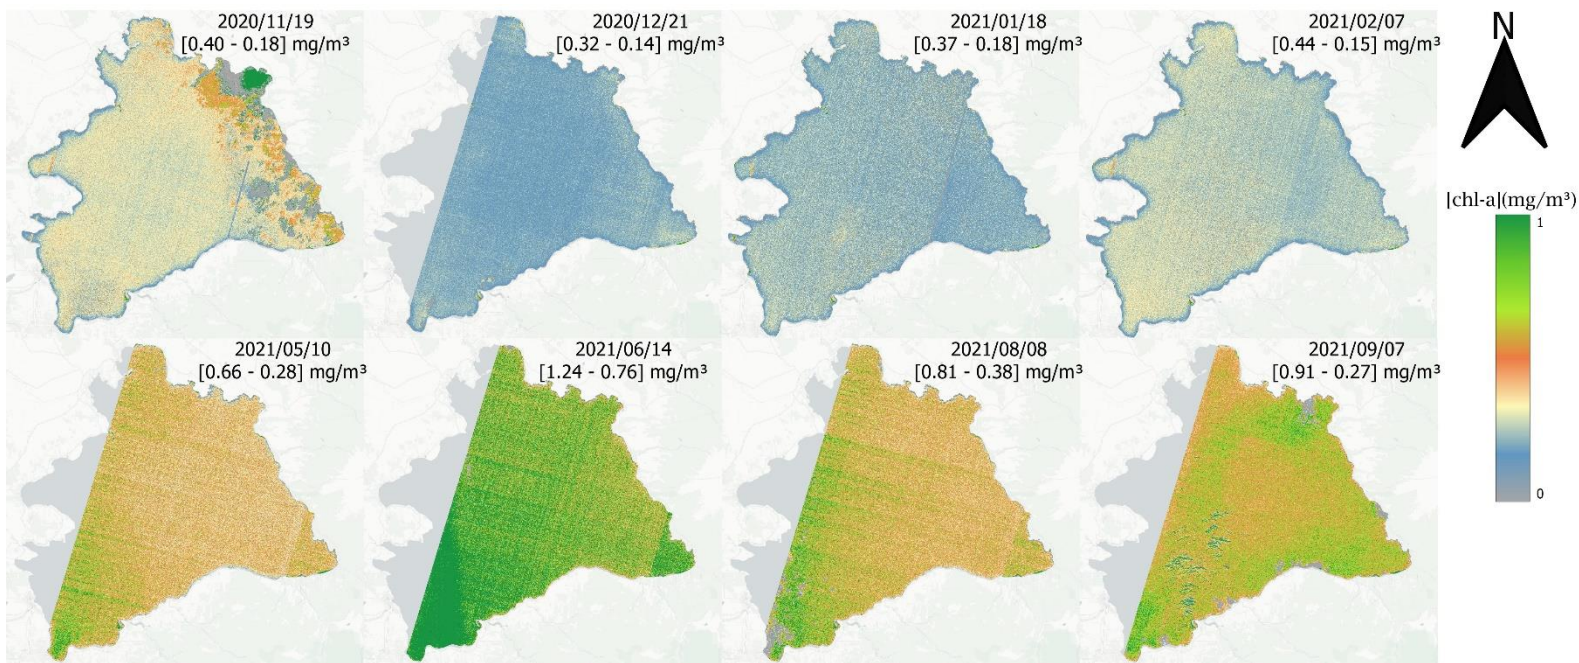 2020/11/19
[0.40 - 0.18] mg/m³
2020/12/21
[0.32 - 0.14] mg/m³
2021/01/18
[0.37 - 0.18] mg/m³
2021/02/07
[0.44 - 0.15] mg/m³
N
|chl-a|(mg/m³)
1
0
2021/05/10
[0.66 - 0.28] mg/m³
2021/06/14
[1.24 - 0.76] mg/m³
2021/08/08
[0.81 - 0.38] mg/m³
2021/09/07
[0.91 - 0.27] mg/m³